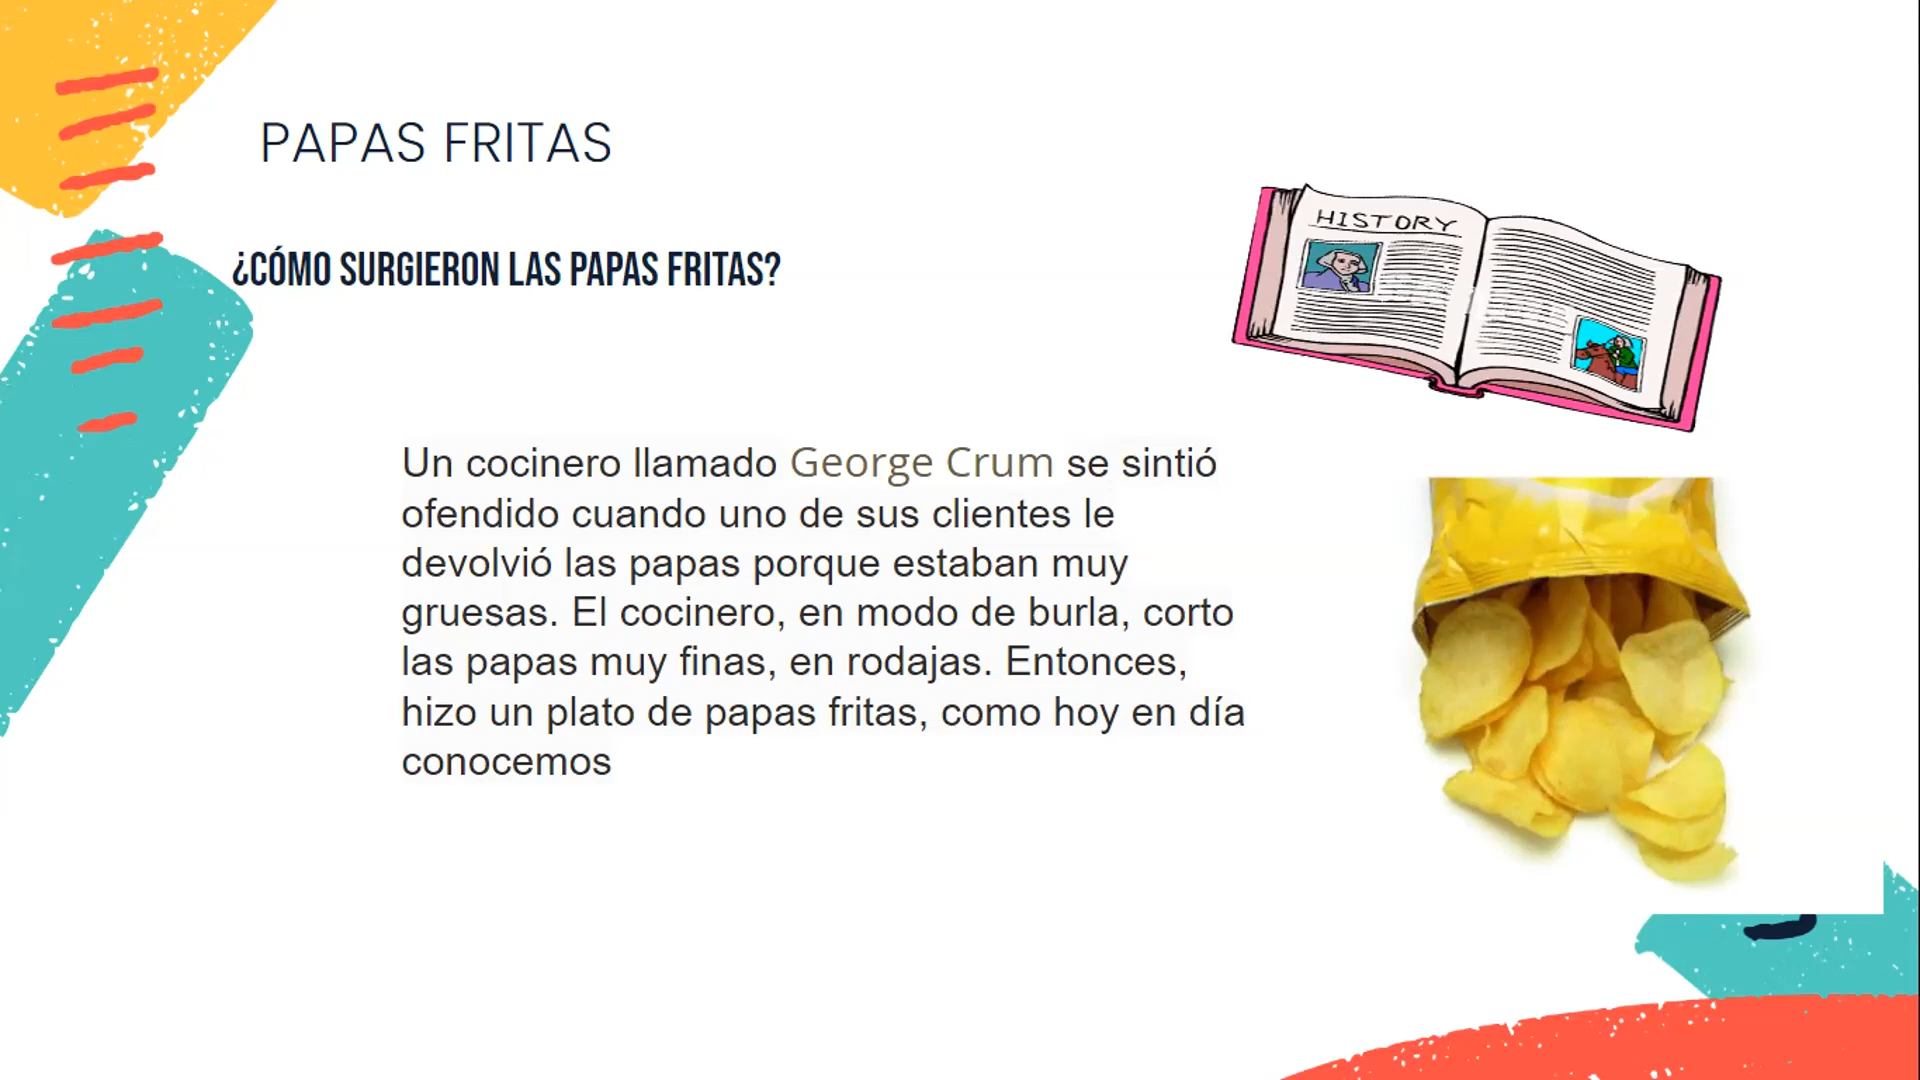 PAPAS FRITAS
¿CÓMO SURGIERON LAS PAPAS FRITAS?
HISTORY
Un cocinero llamado George Crum se sintió
ofendido cuando uno de sus clientes le
devolvió las papas porque estaban muy
gruesas. El cocinero, en modo de burla, corto
las papas muy finas, en rodajas. Entonces,
hizo un plato de papas fritas, como hoy en día
conocemos